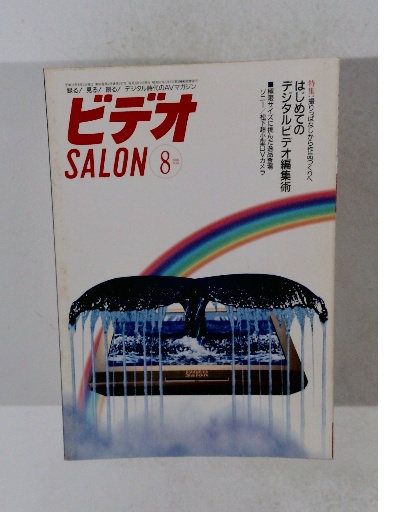 撮る！ 見る！ 創る！ デジタル時代のAVマガジン
ビデオ
SALON
8
特集：撮りっぱなしから作品づくりへ
はじめての
デジタルビデオ編集術
■極限サイズに挑んだ逸品登場
ソニー／松下超小型DVカメラ